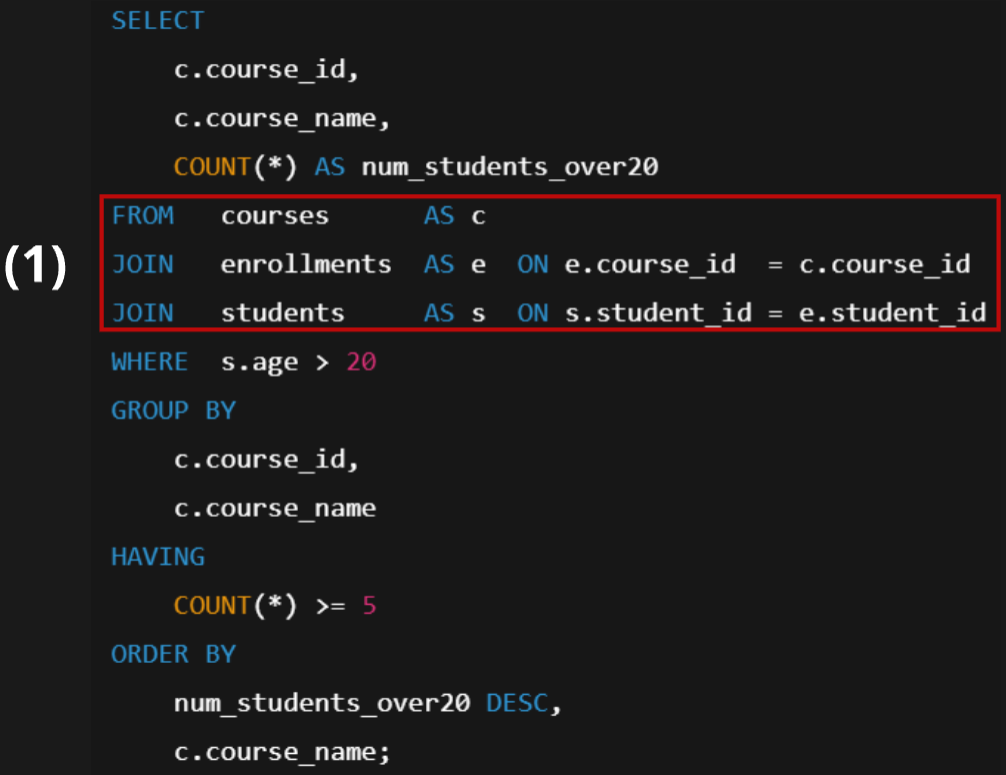 SELECT
c.course_id,
c.course_name,
COUNT(*) AS num_students_over20
(1)
FROM courses AS c
JOIN enrollments AS e ON e.course_id = c.course_id
JOIN students AS s ON s.student_id = e.student_id
WHERE s.age > 20
GROUP BY
c.course_id,
c.course_name
HAVING
COUNT(*) >= 5
ORDER BY
num_students_over20 DESC,
c.course_name;